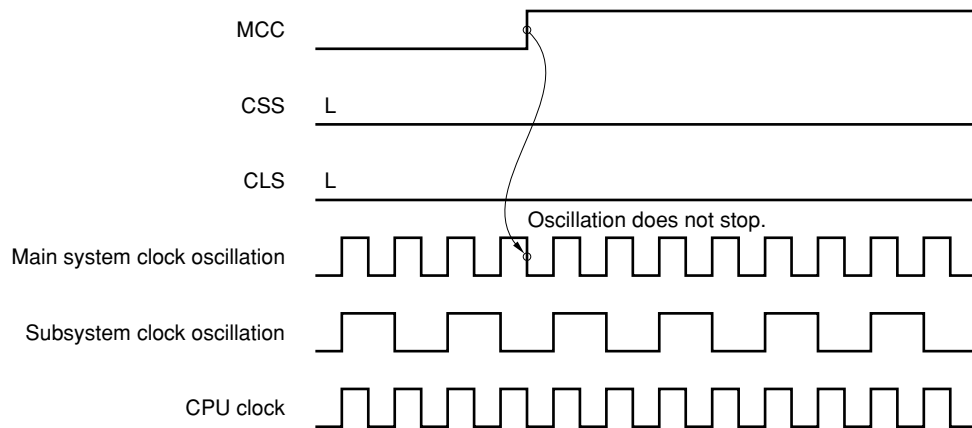 MCC
CSS L
CLS L
Oscillation does not stop.
Main system clock oscillation
Subsystem clock oscillation
CPU clock